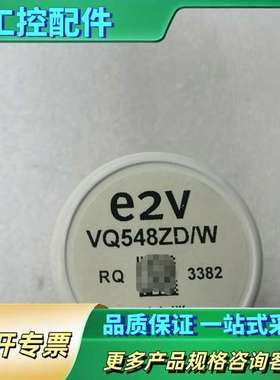 工控配件
e2v
VQ548ZD/W
RQ 3382
品质保证 一站式采
开专票
更多产品规格咨询客